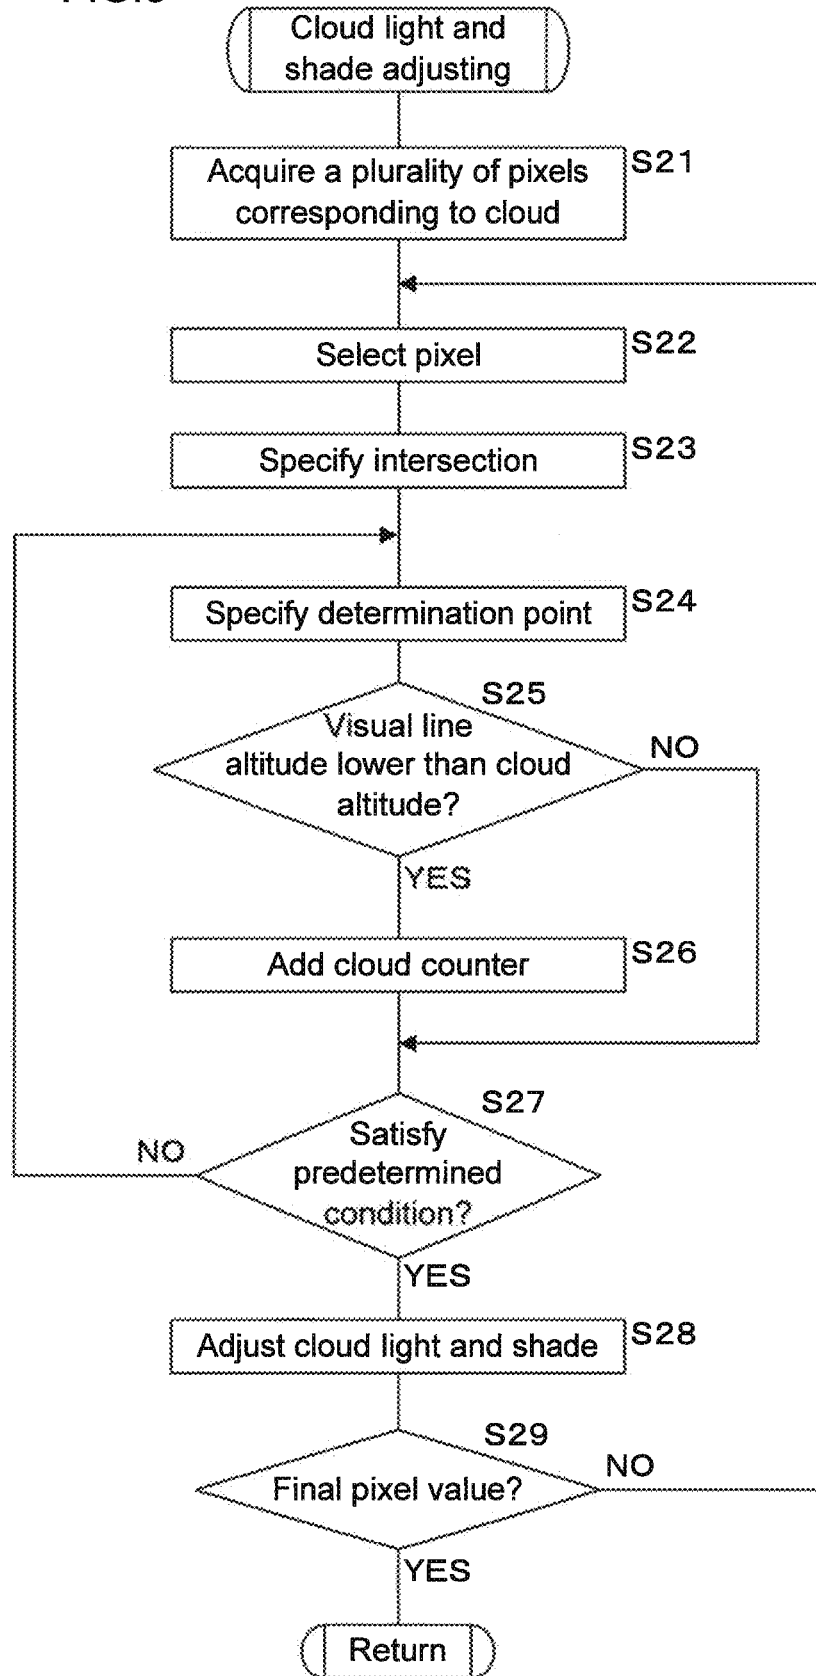 Cloud light and
shade adjusting
Acquire a plurality of pixels
corresponding to cloud
S21
Select pixel
S22
Specify intersection
S23
Specify determination point
S24
S25
Visual line
altitude lower than cloud
altitude?
NO
YES
Add cloud counter
S26
S27
Satisfy
predetermined
condition?
NO
YES
Adjust cloud light and shade
S28
S29
Final pixel value?
NO
YES
Return